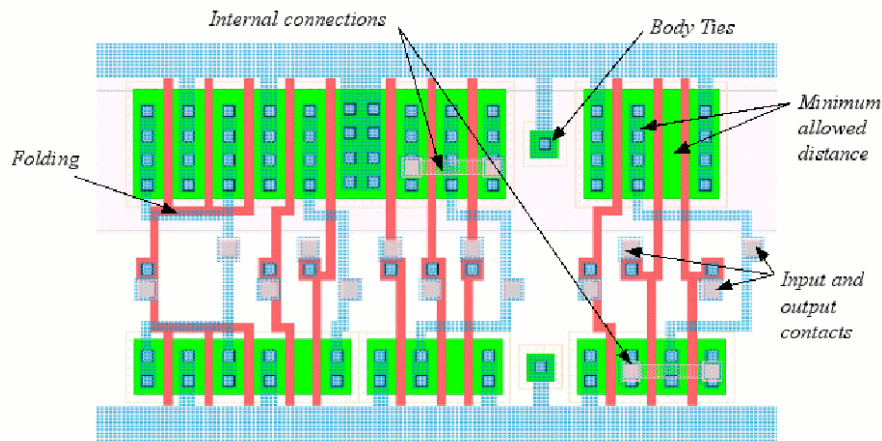 Internal connections
Body Ties
Minimum
allowed
distance
Folding
Input and
output
contacts